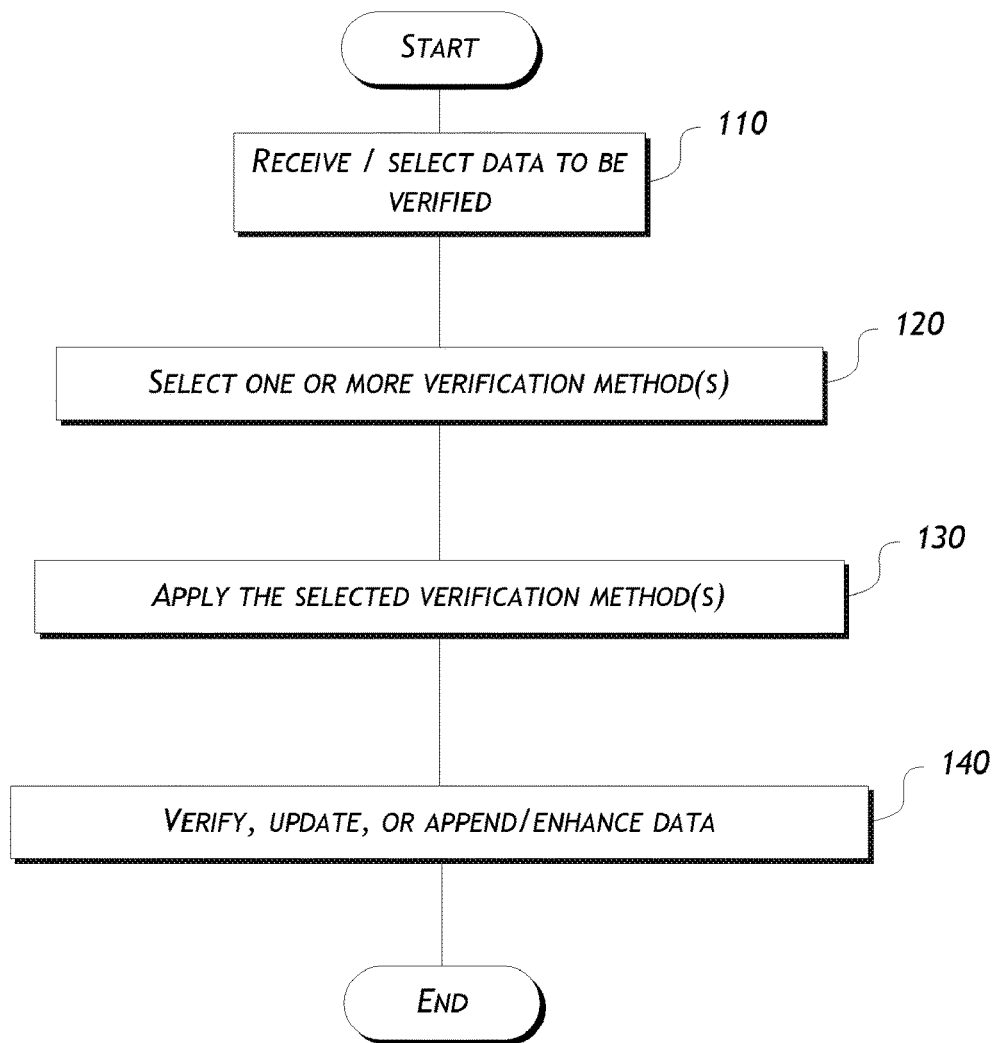 START
110
RECEIVE / SELECT DATA TO BE
VERIFIED
120
SELECT ONE OR MORE VERIFICATION METHOD(S)
130
APPLY THE SELECTED VERIFICATION METHOD(S)
140
VERIFY, UPDATE, OR APPEND/ENHANCE DATA
END